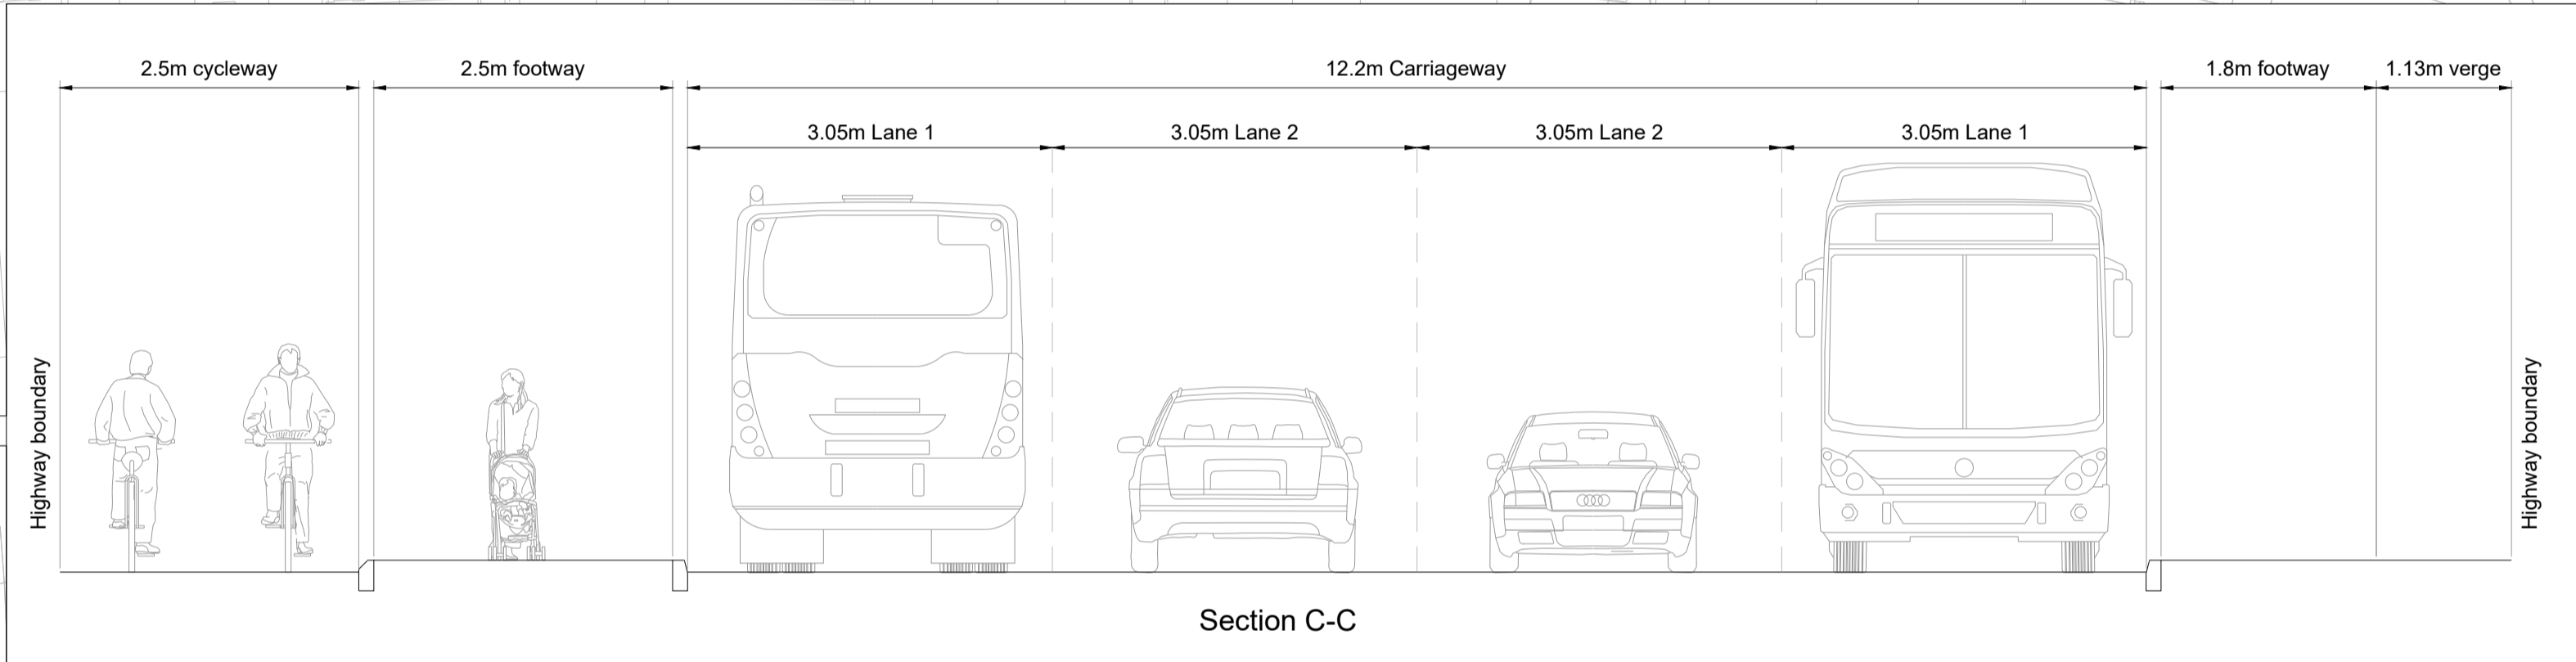 2.5m cycleway
2.5m footway
12.2m Carriageway
1.8m footway
1.13m verge
3.05m Lane 1
3.05m Lane 2
3.05m Lane 2
3.05m Lane 1
Highway boundary
Highway boundary
Section C-C